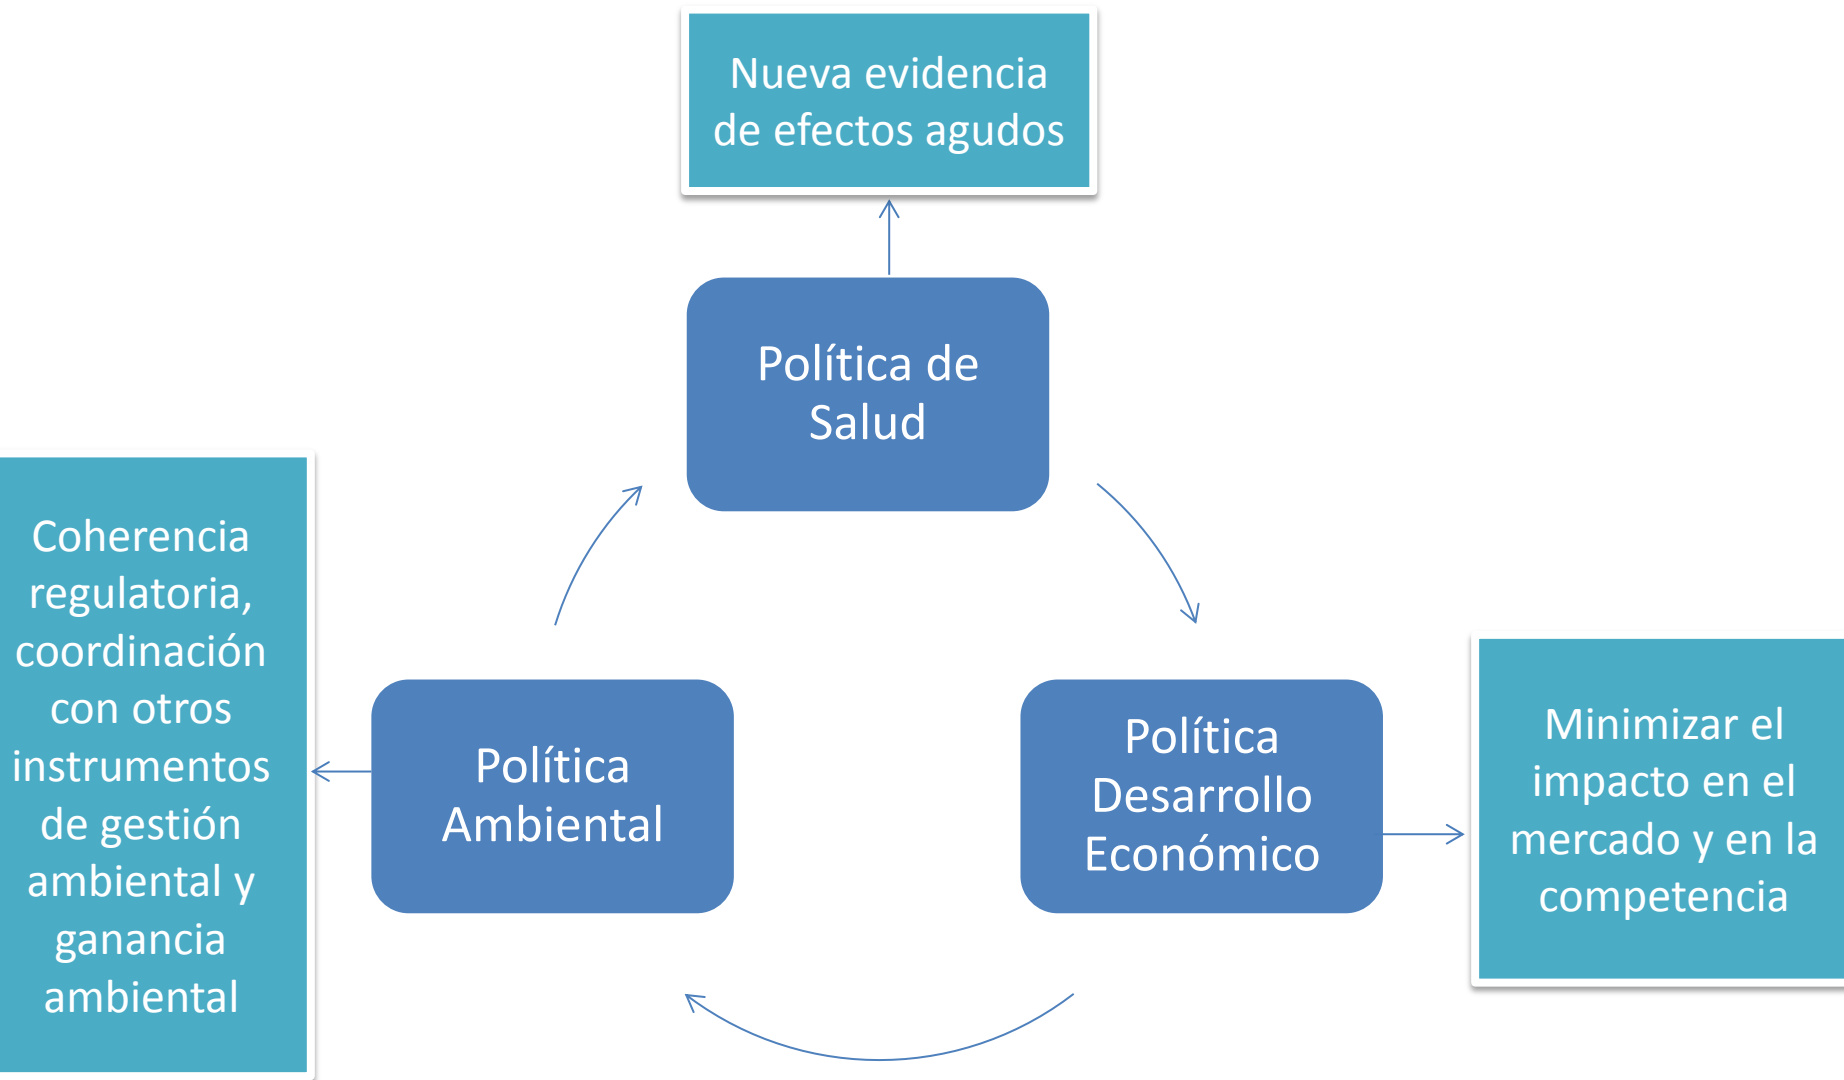 Nueva evidencia
de efectos agudos
Política de
Salud
Coherencia
regulatoria,
coordinación
con otros
instrumentos
de gestión
ambiental y
ganancia
ambiental
Política
Ambiental
Política
Desarrollo
Económico
Minimizar el
impacto en el
mercado y en la
competencia